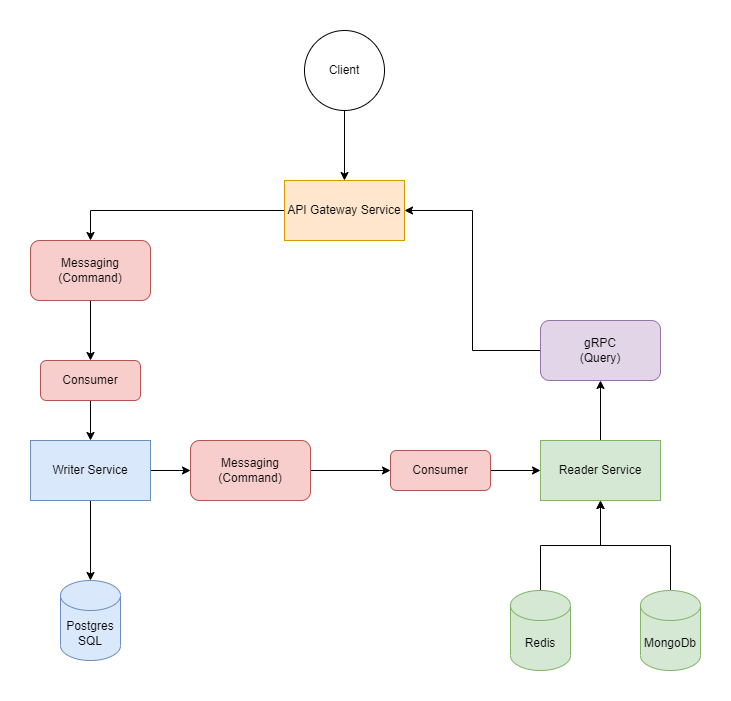 Client
API Gateway Service
Messaging
(Command)
gRPC
(Query)
Consumer
Writer Service
Messaging
(Command)
Consumer
Reader Service
Postgres
SQL
Redis
MongoDb